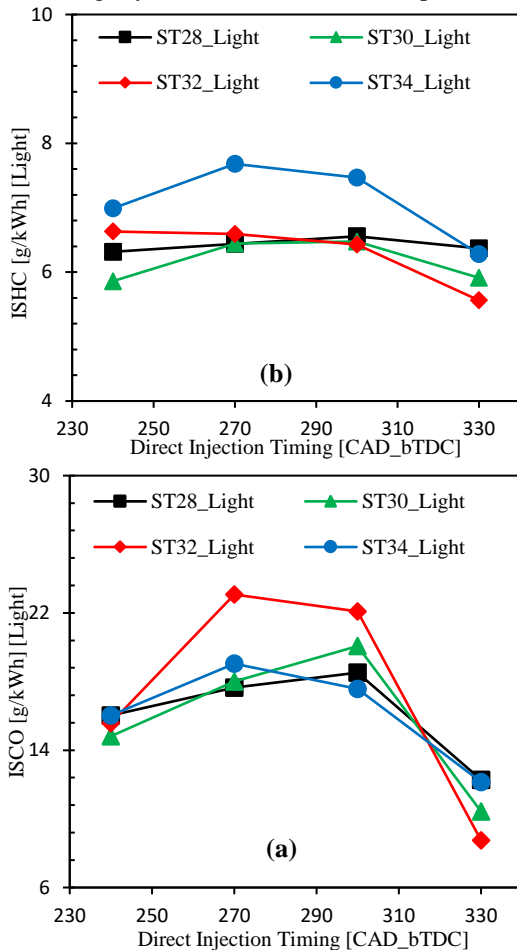 10
ST28_Light
ST30_Light
ST32_Light
ST34_Light
8
6
4
ISHC [g/kWh] [Light]
(b)
230
250
270
290
310
330
Direct Injection Timing [CAD_bTDC]
30
ST28_Light
ST30_Light
ST32_Light
ST34_Light
22
14
6
ISCO [g/kWh] [Light]
(a)
230
250
270
290
310
330
Direct Injection Timing [CAD_bTDC]